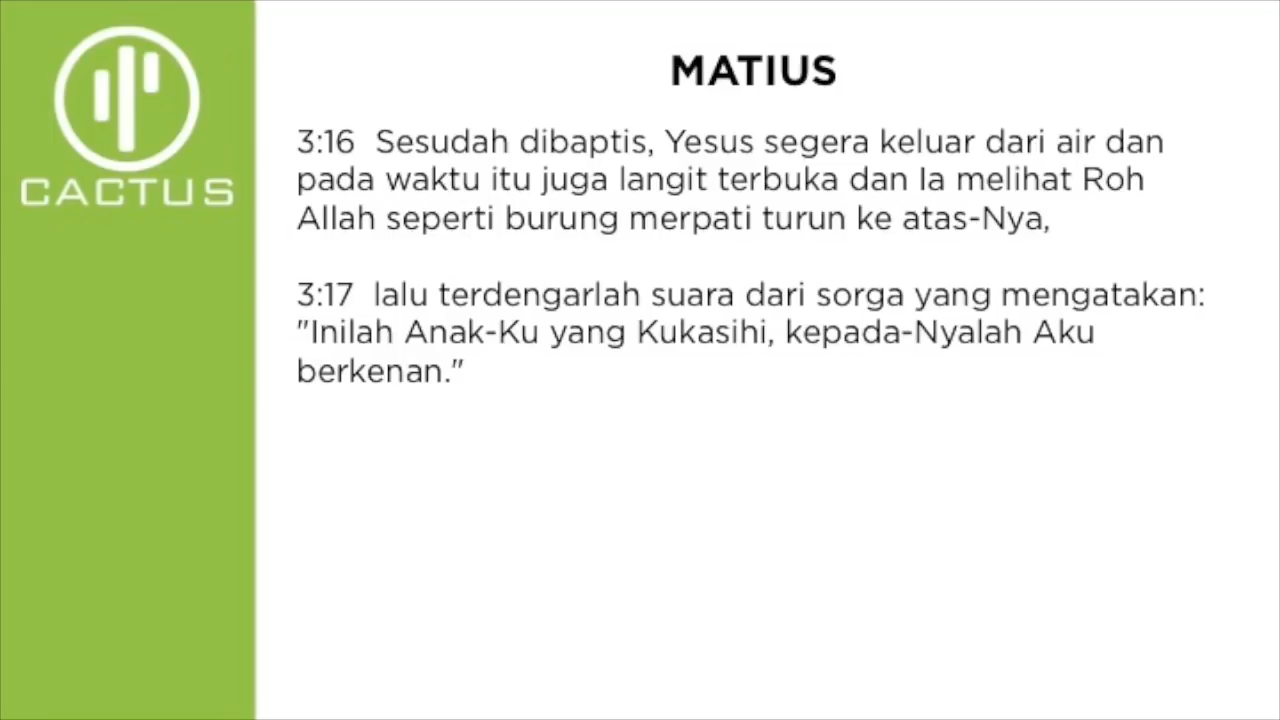 CACTUS
MATIUS
3:16 Sesudah dibaptis, Yesus segera keluar dari air dan
pada waktu itu juga langit terbuka dan Ia melihat Roh
Allah seperti burung merpati turun ke atas-Nya,
3:17 lalu terdengarlah suara dari sorga yang mengatakan:
"Inilah Anak-Ku yang Kukasihi, kepada-Nyalah Aku
berkenan."